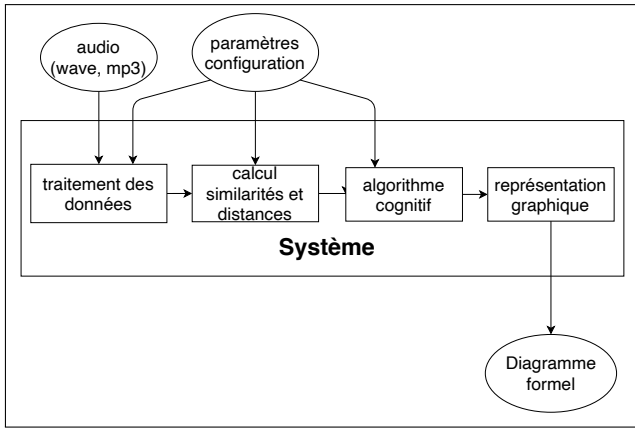 audio
(wave, mp3)
paramètres
configuration
traitement des
données
calcul
similarités et
distances
algorithme
cognitif
représentation
graphique
Système
Diagramme
formel